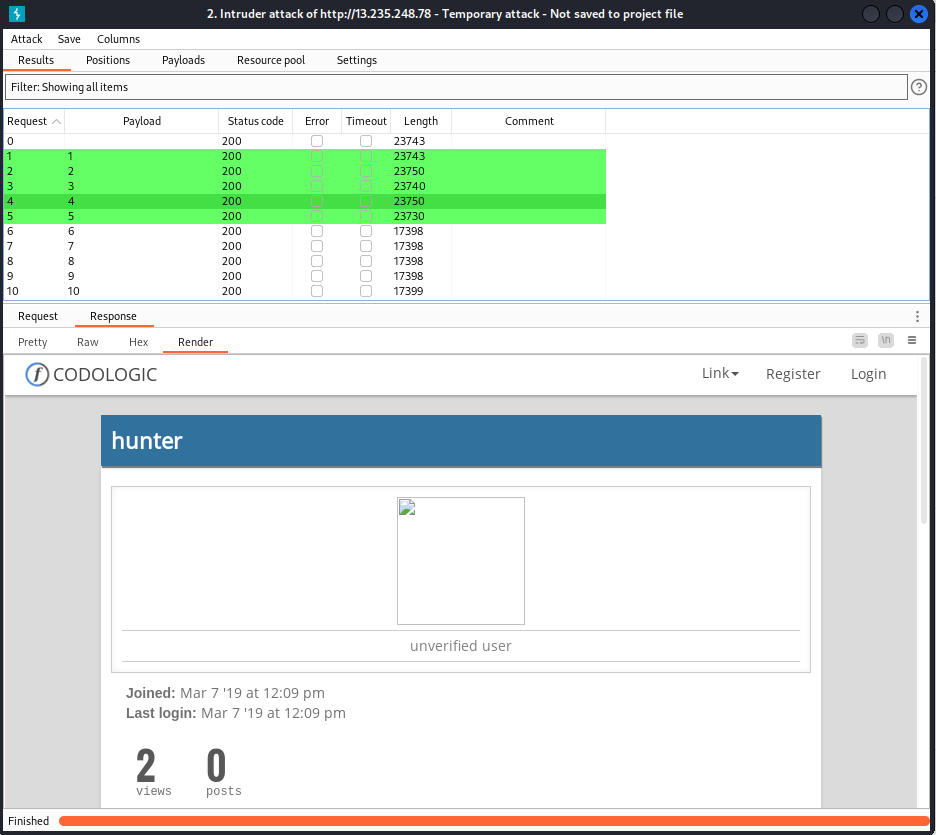 2. Intruder attack of http://13.235.248.78 - Temporary attack - Not saved to project file
Attack Save Columns
Results Positions Payloads Resource pool Settings
Filter: Showing all items
?
Request Payload Status code Error Timeout Length Comment
0 200 23743
1 1 200 23743
2 2 200 23750
3 3 200 23740
4 4 200 23750
5 5 200 23730
6 6 200 17398
7 7 200 17398
8 8 200 17398
9 9 200 17398
10 10 200 17399
Request Response
Pretty Raw Hex Render
\n
f CODOLOGIC Link Register Login
hunter
unverified user
Joined: Mar 7 '19 at 12:09 pm
Last login: Mar 7 '19 at 12:09 pm
2 0
views posts
Finished